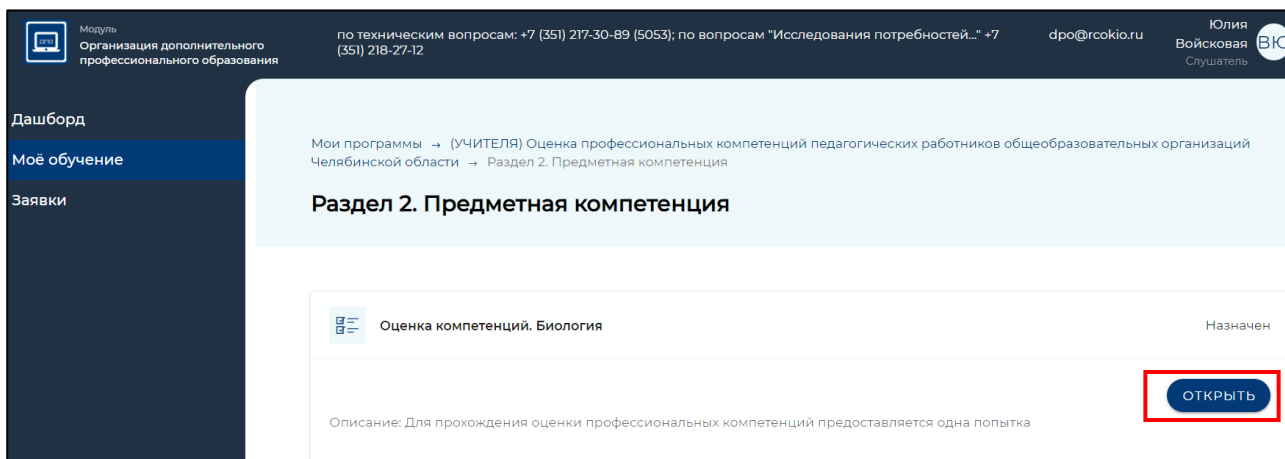 дпо
Модуль
Организация дополнительного
профессионального образования
по техническим вопросам: +7 (351) 217-30-89 (5053); по вопросам "Исследования потребностей..." +7
(351) 218-27-12
dpo@rcokio.ru
Юлия
Войсковая
Слушатель
ВЮ
Дашборд
Моё обучение
Заявки
Мои программы → (УЧИТЕЛЯ) Оценка профессиональных компетенций педагогических работников общеобразовательных организаций
Челябинской области → Раздел 2. Предметная компетенция
Раздел 2. Предметная компетенция
Оценка компетенций. Биология
Назначен
ОТКРЫТЬ
Описание: Для прохождения оценки профессиональных компетенций предоставляется одна попытка